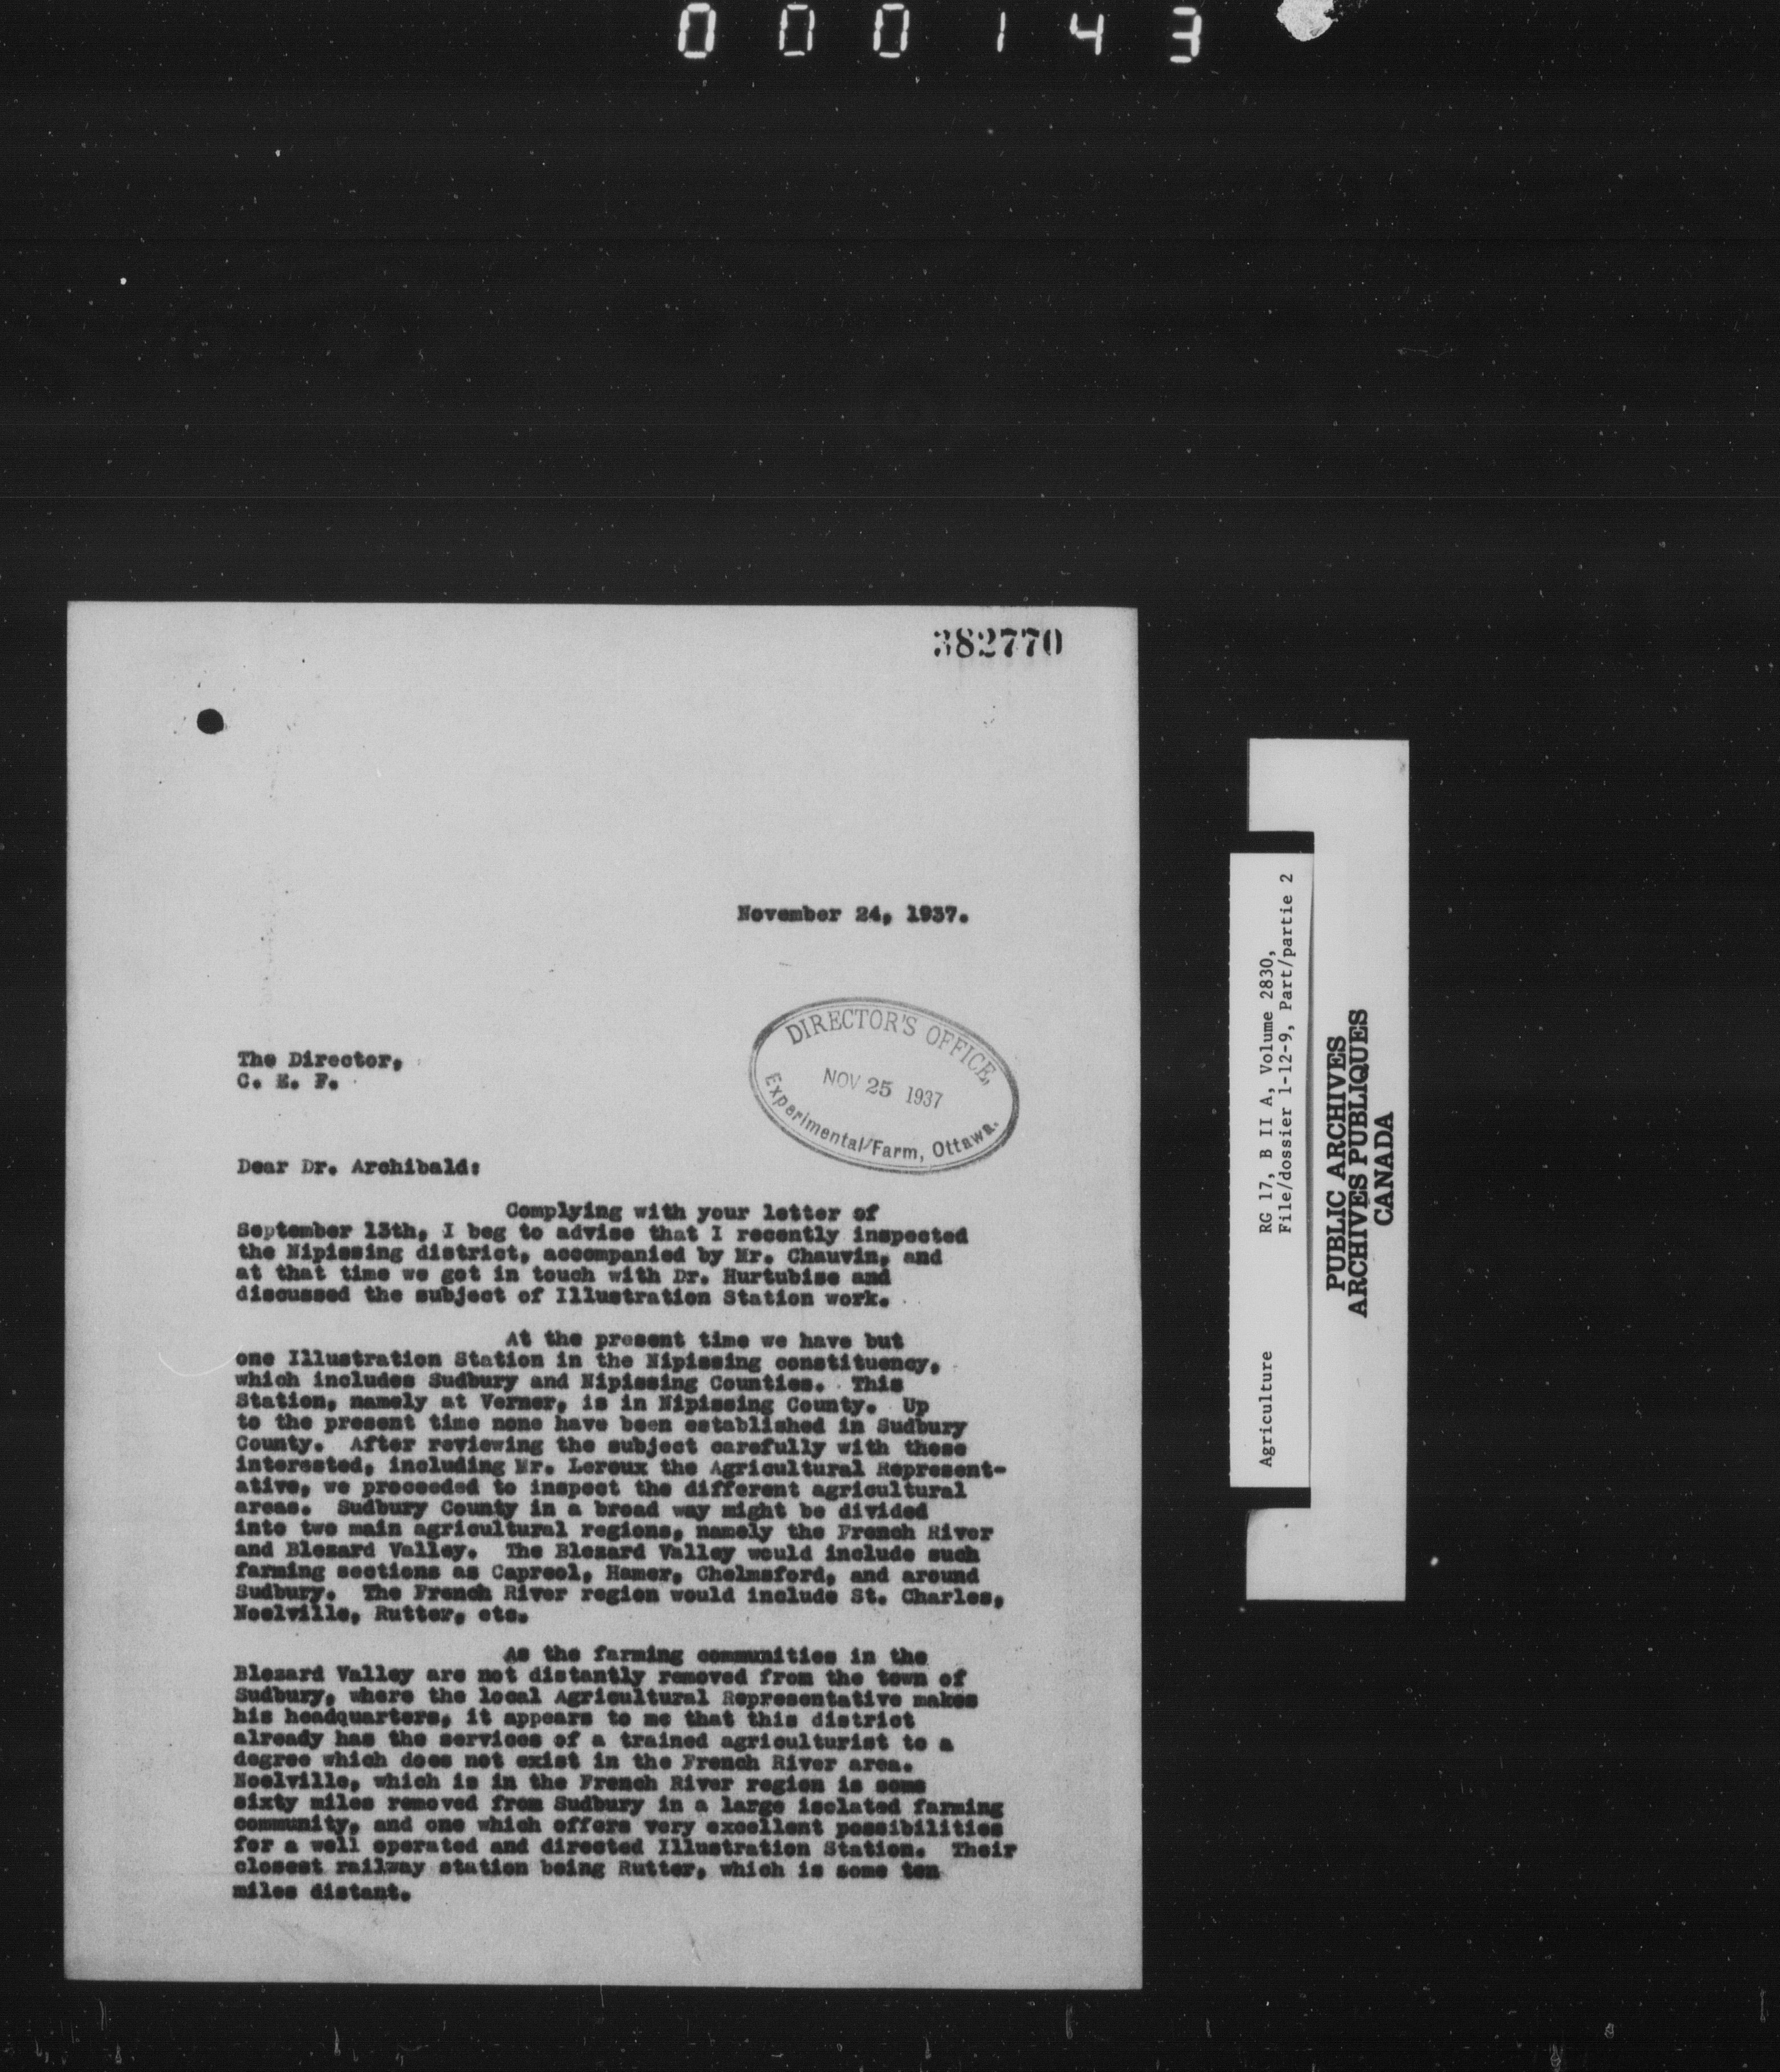 000143
382770
November 24, 1937.
DIRECTOR'S OFFICE,
NOV 25 1937
Experimental Farm, Ottawa.
The Director,
C. E. F.
Dear Dr. Archibald:
Complying with your letter of
September 13th, I beg to advise that I recently inspected
the Nipissing district, accompanied by Mr. Chauvin, and
at that time we got in touch with Dr. Hurtubise and
discussed the subject of Illustration Station work.
At the present time we have but
one Illustration Station in the Nipissing constituency,
which includes Sudbury and Nipissing Counties. This
Station, namely at Verner, is in Nipissing County. Up
to the present time none have been established in Sudbury
County. After reviewing the subject carefully with those
interested, including Mr. Leroux the Agricultural Represent-
ative, we proceeded to inspect the different agricultural
areas. Sudbury County in a broad way might be divided
into two main agricultural regions, namely the French River
and Blezard Valley. The Blezard Valley would include such
farming sections as Capreol, Hamer, Chelmsford, and around
Sudbury. The French River region would include St. Charles,
Noelville, Rutter, etc.
As the farming communities in the
Blezard Valley are not distantly removed from the town of
Sudbury, where the local Agricultural Representative makes
his headquarters, it appears to me that this district
already has the services of a trained agriculturist to a
degree which does not exist in the French River area.
Noelville, which is in the French River region is some
sixty miles removed from Sudbury in a large isolated farming
community, and one which offers very excellent possibilities
for a well operated and directed Illustration Station. Their
closest railway station being Rutter, which is some ten
miles distant.
Agriculture RG 17, B II A, Volume 2830,
File/dossier 1-12-9, Part/partie 2
PUBLIC ARCHIVES
ARCHIVES PUBLIQUES
CANADA